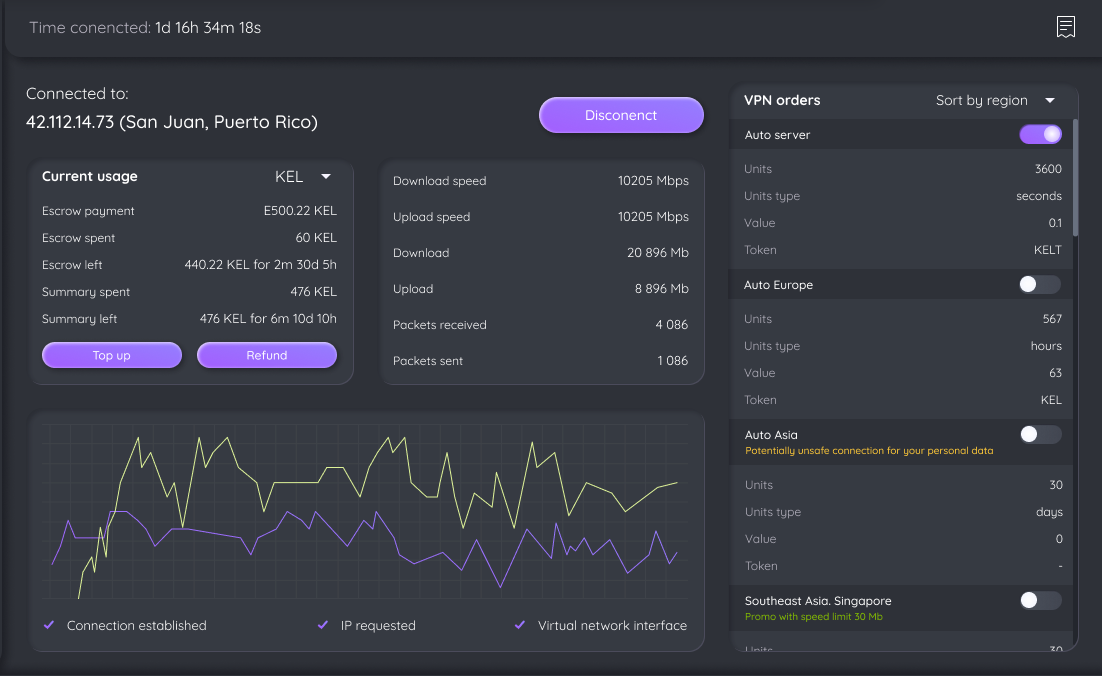 Time conencted: 1d 16h 34m 18s
Connected to:
42.112.14.73 (San Juan, Puerto Rico)
Disconenct
Current usage KEL
Escrow payment E500.22 KEL
Escrow spent 60 KEL
Escrow left 440.22 KEL for 2m 30d 5h
Summary spent 476 KEL
Summary left 476 KEL for 6m 10d 10h
Top up Refund
Download speed 10205 Mbps
Upload speed 10205 Mbps
Download 20 896 Mb
Upload 8 896 Mb
Packets received 4 086
Packets sent 1 086
Connection established IP requested Virtual network interface
VPN orders Sort by region
Auto server
Units 3600
Units type seconds
Value 0.1
Token KELT
Auto Europe
Units 567
Units type hours
Value 63
Token KEL
Auto Asia
Potentially unsafe connection for your personal data
Units 30
Units type days
Value 0
Token -
Southeast Asia. Singapore
Promo with speed limit 30 Mb
Units 30